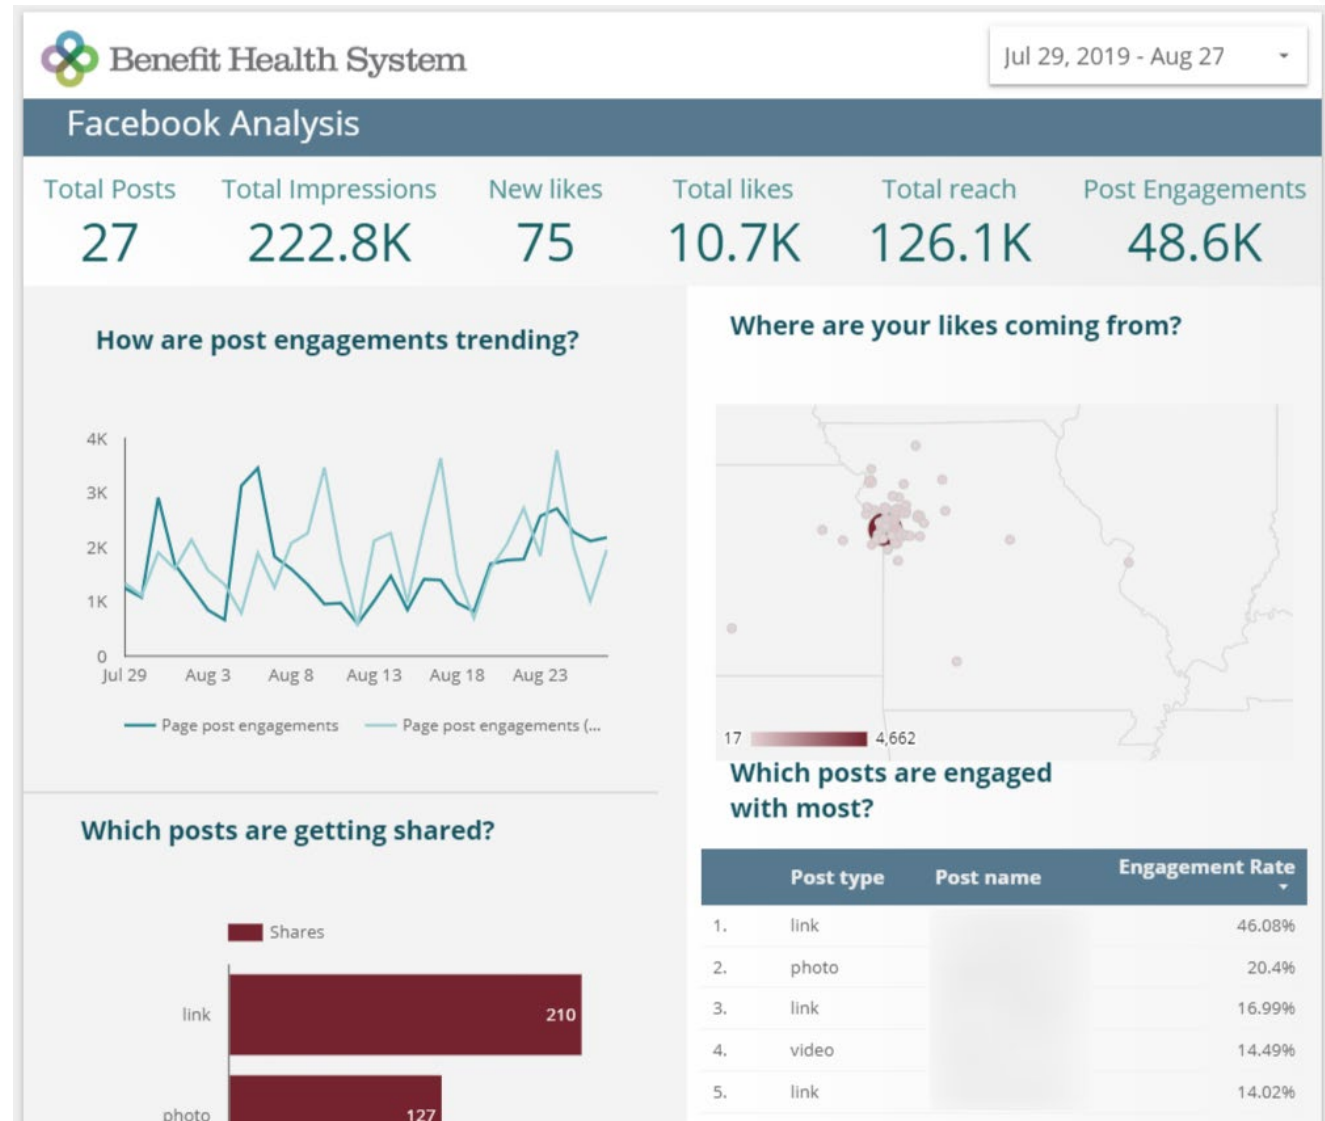 Benefit Health System
Jul 29, 2019 - Aug 27
Facebook Analysis
Total Posts
27
Total Impressions
222.8K
New likes
75
Total likes
10.7K
Total reach
126.1K
Post Engagements
48.6K
How are post engagements trending?
4K
3K
2K
1K
0
Jul 29 Aug 3 Aug 8 Aug 13 Aug 18 Aug 23
Page post engagements Page post engagements (...
Where are your likes coming from?
17 4,662
Which posts are getting shared?
Shares
link 210
photo 127
Which posts are engaged
with most?
Post type Post name Engagement Rate
1. link 46.08%
2. photo 20.4%
3. link 16.99%
4. video 14.49%
5. link 14.02%